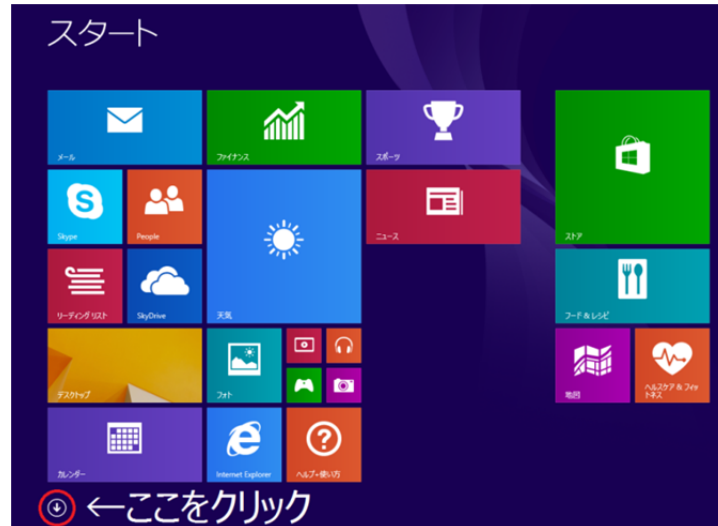 スタート
メール
ファイナンス
スポーツ
Skype
People
ニュース
ストア
リーディング リスト
SkyDrive
天気
フード & レシピ
デスクトップ
フォト
地図
ヘルスケア & フィットネス
カレンダー
Internet Explorer
ヘルプ+使い方
←ここをクリック